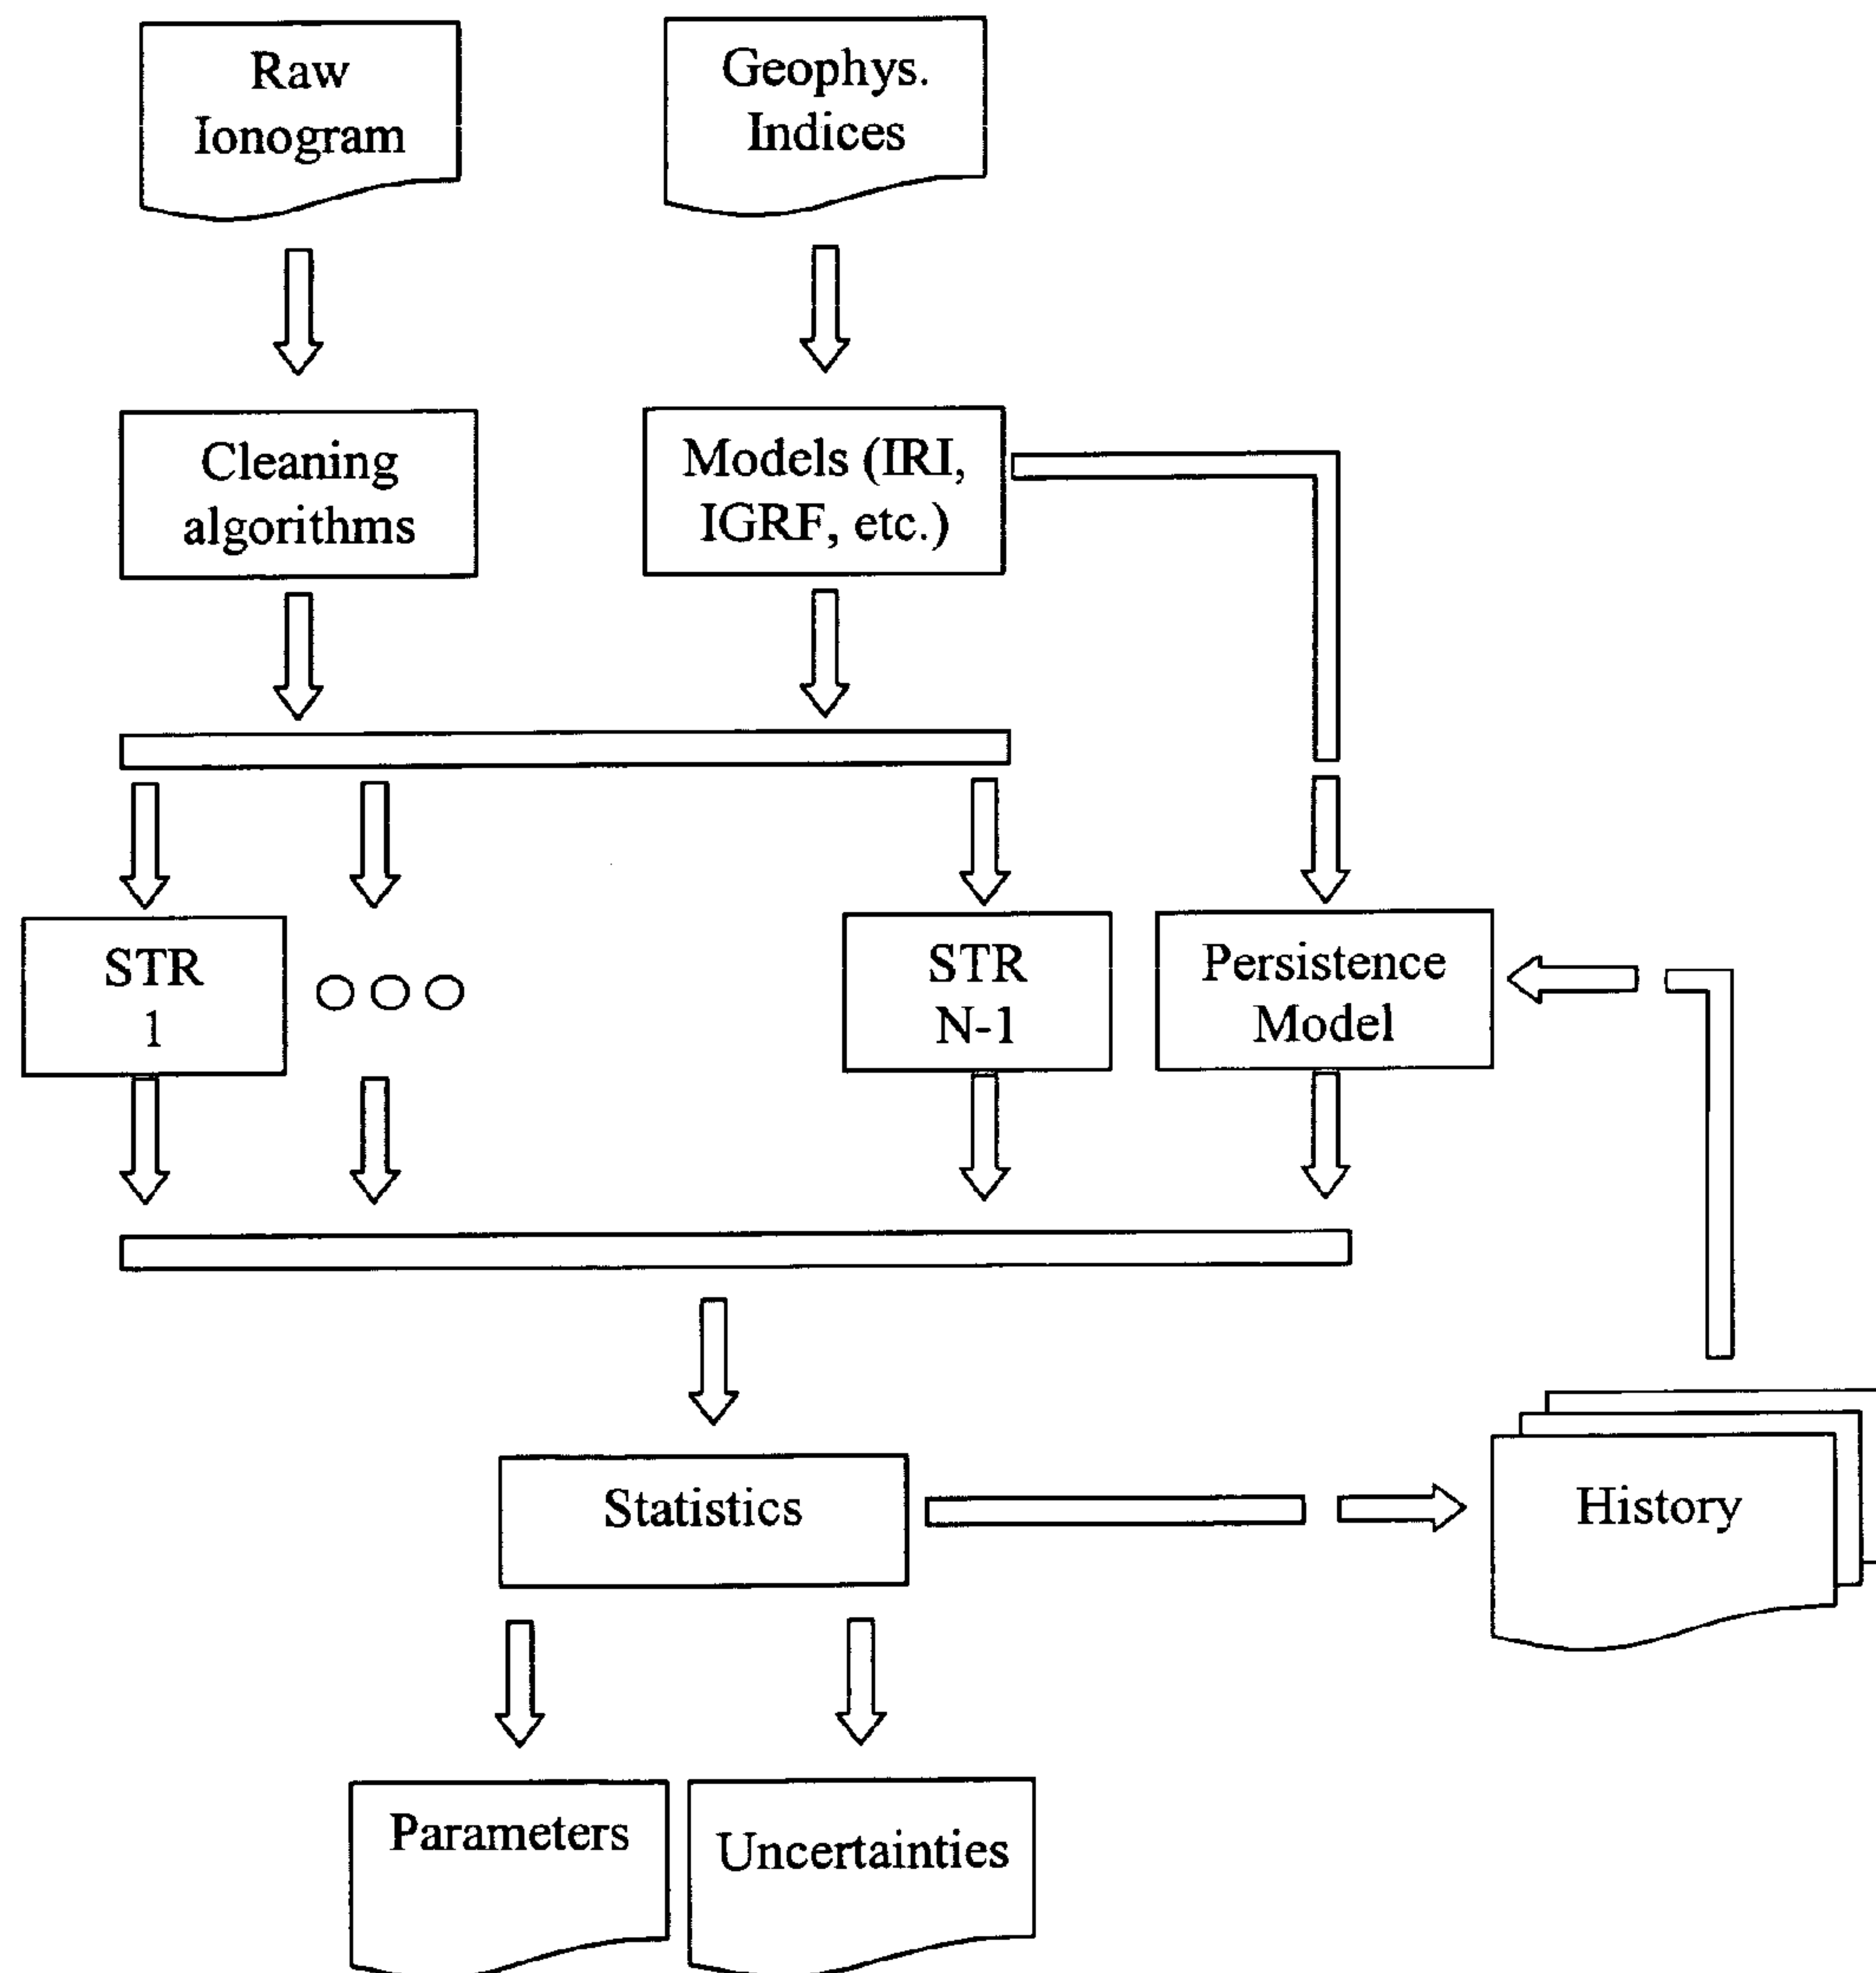 Raw
Ionogram
Geophys.
Indices
Cleaning
algorithms
Models (IRI,
IGRF, etc.)
STR
1
STR
N-1
Persistence
Model
Statistics
History
Parameters
Uncertainties